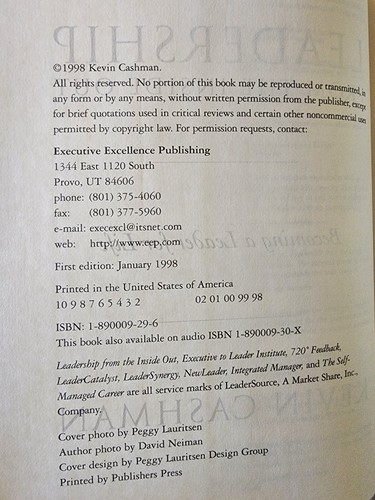 ©1998 Kevin Cashman.
All rights reserved. No portion of this book may be reproduced or transmitted, in
any form or by any means, without written permission from the publisher, except
for brief quotations used in critical reviews and certain other noncommercial uses
permitted by copyright law. For permission requests, contact:
Executive Excellence Publishing
1344 East 1120 South
Provo, UT 84606
phone: (801) 375-4060
fax: (801) 377-5960
e-mail: execexcl@itsnet.com
web: http://www.eep.com
First edition: January 1998
Printed in the United States of America
10 9 8 7 6 5 4 3 2 02 01 00 99 98
ISBN: 1-890009-29-6
This book also available on audio ISBN 1-890009-30-X
Leadership from the Inside Out, Executive to Leader Institute, 720° Feedback,
LeaderCatalyst, LeaderSynergy, NewLeader, Integrated Manager, and The Self-
Managed Career are all service marks of LeaderSource, A Market Share, Inc.,
Company.
Cover photo by Peggy Lauritsen
Author photo by David Neiman
Cover design by Peggy Lauritsen Design Group
Printed by Publishers Press